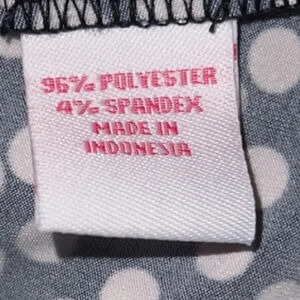 96% POLYESTER
4% SPANDEX
MADE IN
INDONESIA